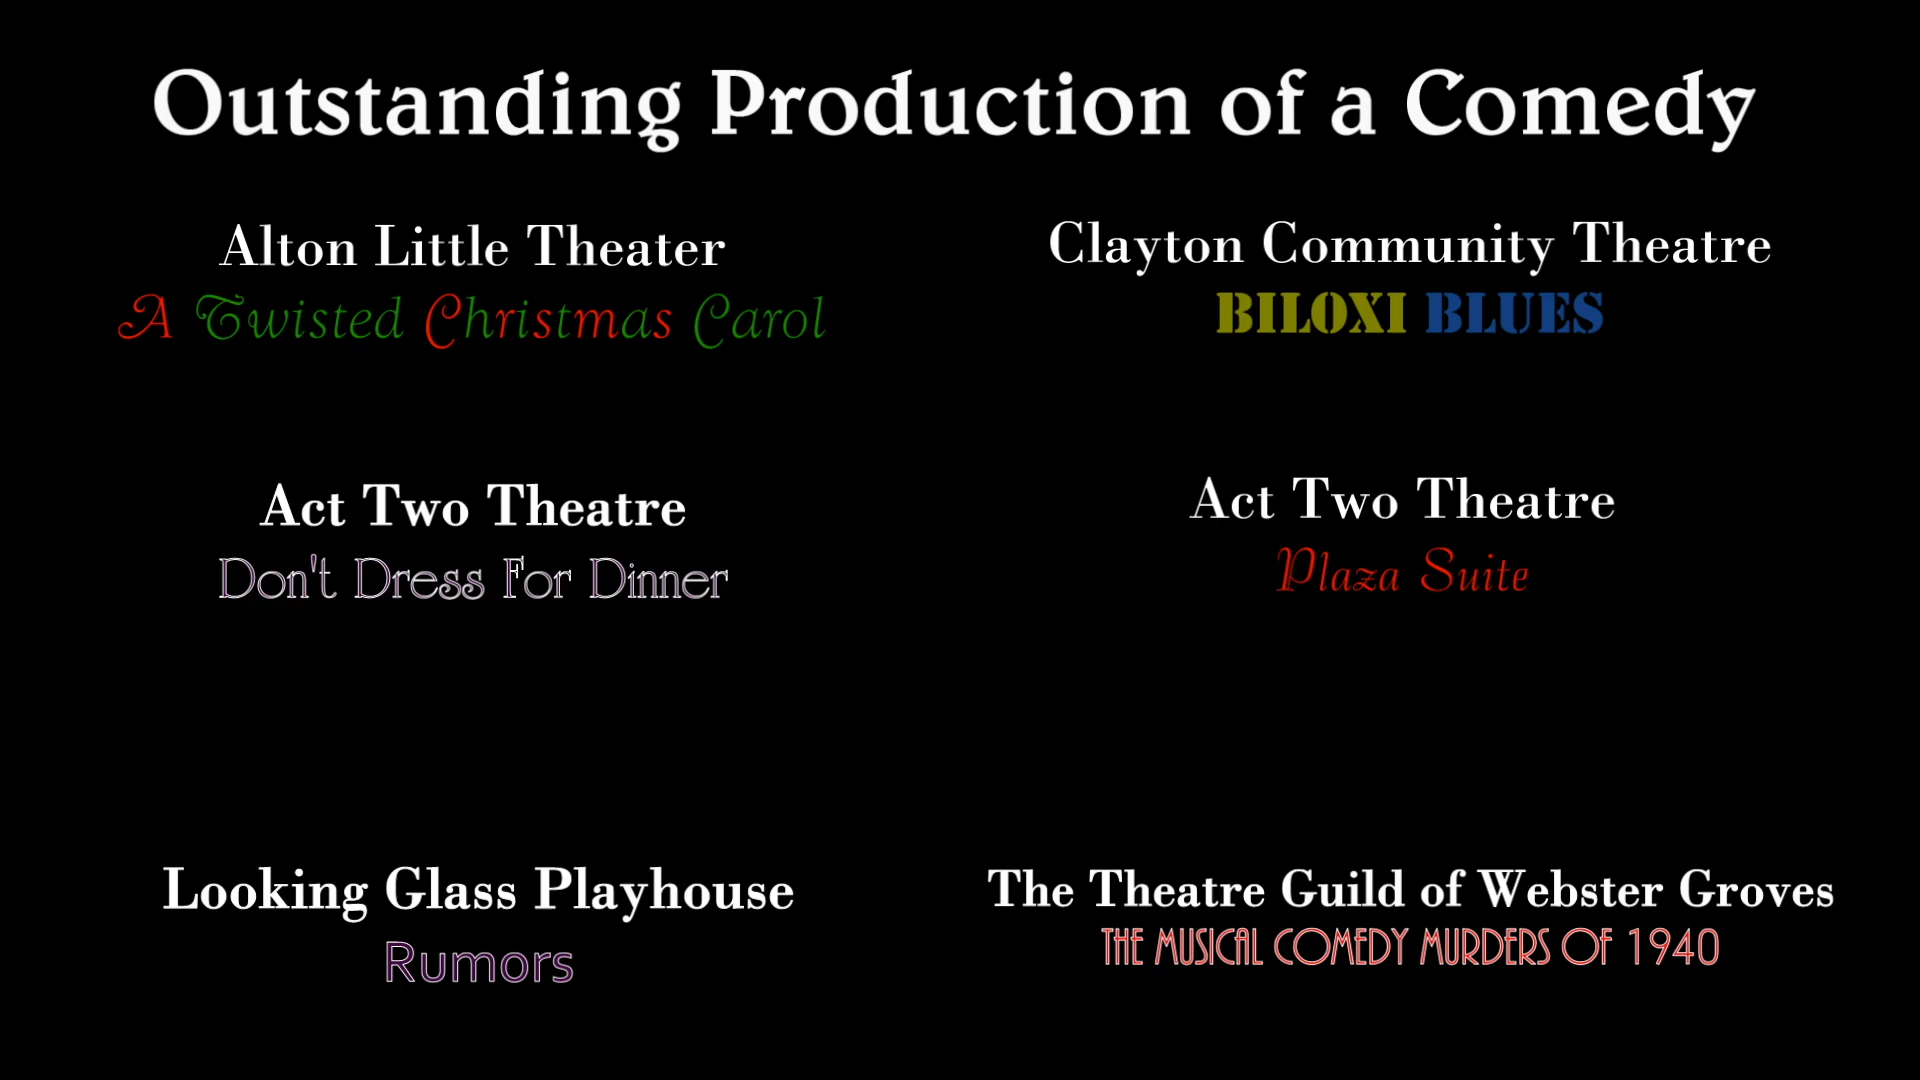 Outstanding Production of a Comedy
Alton Little Theater
A Twisted Christmas Carol
Clayton Community Theatre
BILOXI BLUES
Act Two Theatre
Don't Dress For Dinner
Act Two Theatre
Plaza Suite
Looking Glass Playhouse
Rumors
The Theatre Guild of Webster Groves
THE MUSICAL COMEDY MURDERS OF 1940